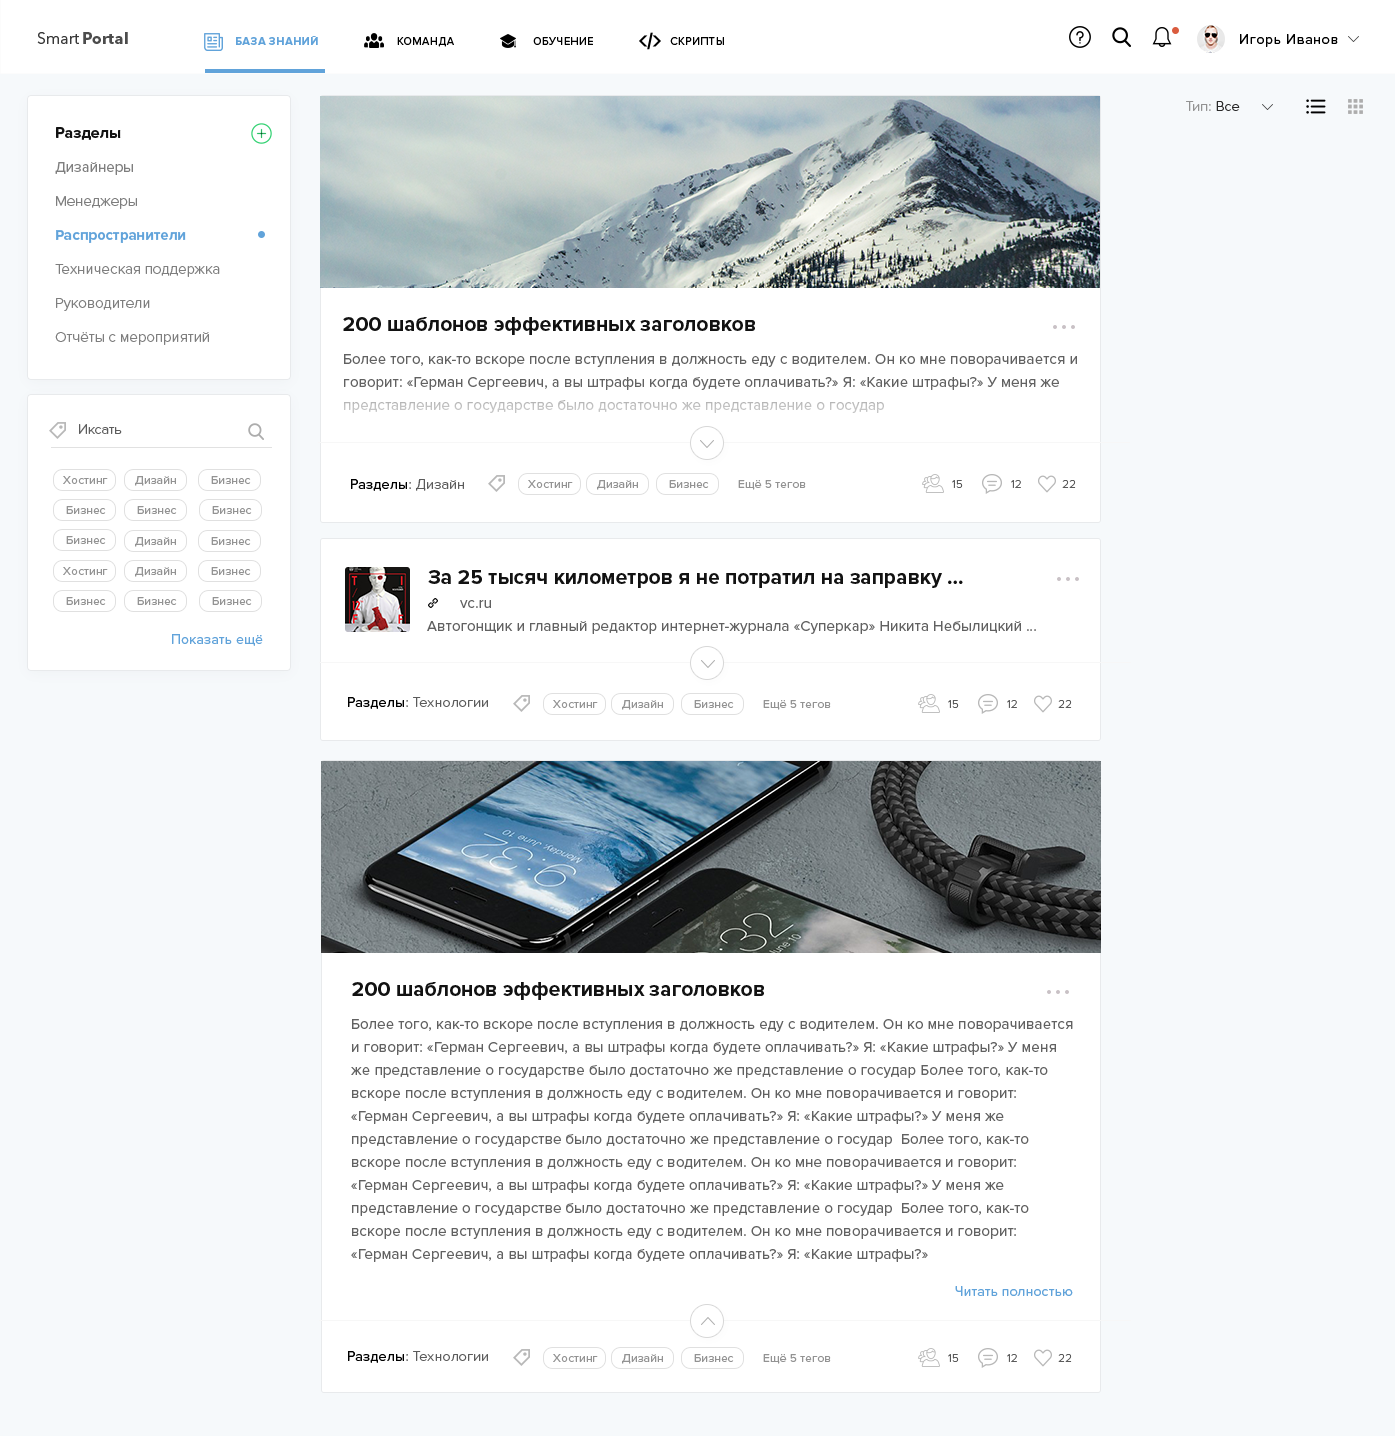 Smart Portal
БАЗА ЗНАНИЙ
КОМАНДА
ОБУЧЕНИЕ
СКРИПТЫ
Игорь Иванов
Разделы
Дизайнеры
Менеджеры
Распространители
Техническая поддержка
Руководители
Отчёты с мероприятий
Иксать
Хостинг Дизайн Бизнес
Бизнес Бизнес Бизнес
Бизнес Дизайн Бизнес
Хостинг Дизайн Бизнес
Бизнес Бизнес Бизнес
Показать ещё
Тип: Все
200 шаблонов эффективных заголовков
Более того, как-то вскоре после вступления в должность еду с водителем. Он ко мне поворачивается и
говорит: «Герман Сергеевич, а вы штрафы когда будете оплачивать?» Я: «Какие штрафы?» У меня же
представление о государстве было достаточно же представление о государ
Разделы: Дизайн Хостинг Дизайн Бизнес Ещё 5 тегов 15 12 22
За 25 тысяч километров я не потратил на заправку ...
vc.ru
Автогонщик и главный редактор интернет-журнала «Суперкар» Никита Небылицкий ...
Разделы: Технологии Хостинг Дизайн Бизнес Ещё 5 тегов 15 12 22
Monday, June 10
9:32
:32
June 10
200 шаблонов эффективных заголовков
Более того, как-то вскоре после вступления в должность еду с водителем. Он ко мне поворачивается
и говорит: «Герман Сергеевич, а вы штрафы когда будете оплачивать?» Я: «Какие штрафы?» У меня
же представление о государстве было достаточно же представление о государ Более того, как-то
вскоре после вступления в должность еду с водителем. Он ко мне поворачивается и говорит:
«Герман Сергеевич, а вы штрафы когда будете оплачивать?» Я: «Какие штрафы?» У меня же
представление о государстве было достаточно же представление о государ  Более того, как-то
вскоре после вступления в должность еду с водителем. Он ко мне поворачивается и говорит:
«Герман Сергеевич, а вы штрафы когда будете оплачивать?» Я: «Какие штрафы?» У меня же
представление о государстве было достаточно же представление о государ  Более того, как-то
вскоре после вступления в должность еду с водителем. Он ко мне поворачивается и говорит:
«Герман Сергеевич, а вы штрафы когда будете оплачивать?» Я: «Какие штрафы?»
Читать полностью
Разделы: Технологии Хостинг Дизайн Бизнес Ещё 5 тегов 15 12 22